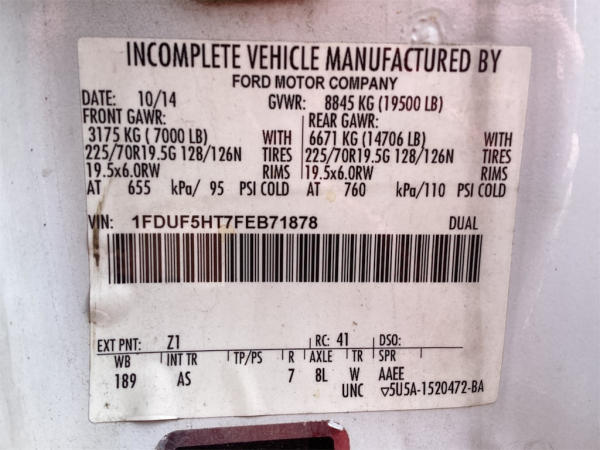 INCOMPLETE VEHICLE MANUFACTURED BY
FORD MOTOR COMPANY
DATE: 10/14 GVWR: 8845 KG (19500 LB)
FRONT GAWR: REAR GAWR:
3175 KG ( 7000 LB) WITH 6671 KG (14706 LB) WITH
225/70R19.5G 128/126N TIRES 225/70R19.5G 128/126N TIRES
19.5x6.0RW RIMS 19.5x6.0RW RIMS
AT 655 kPa/ 95 PSI COLD AT 760 kPa/110 PSI COLD
VIN: 1FDUF5HT7FEB71878 DUAL
EXT PNT: Z1 RC: 41 DSO:
WB INT TR TP/PS R AXLE TR SPR
189 AS 7 8L W AAEE
UNC ▽5U5A-1520472-BA